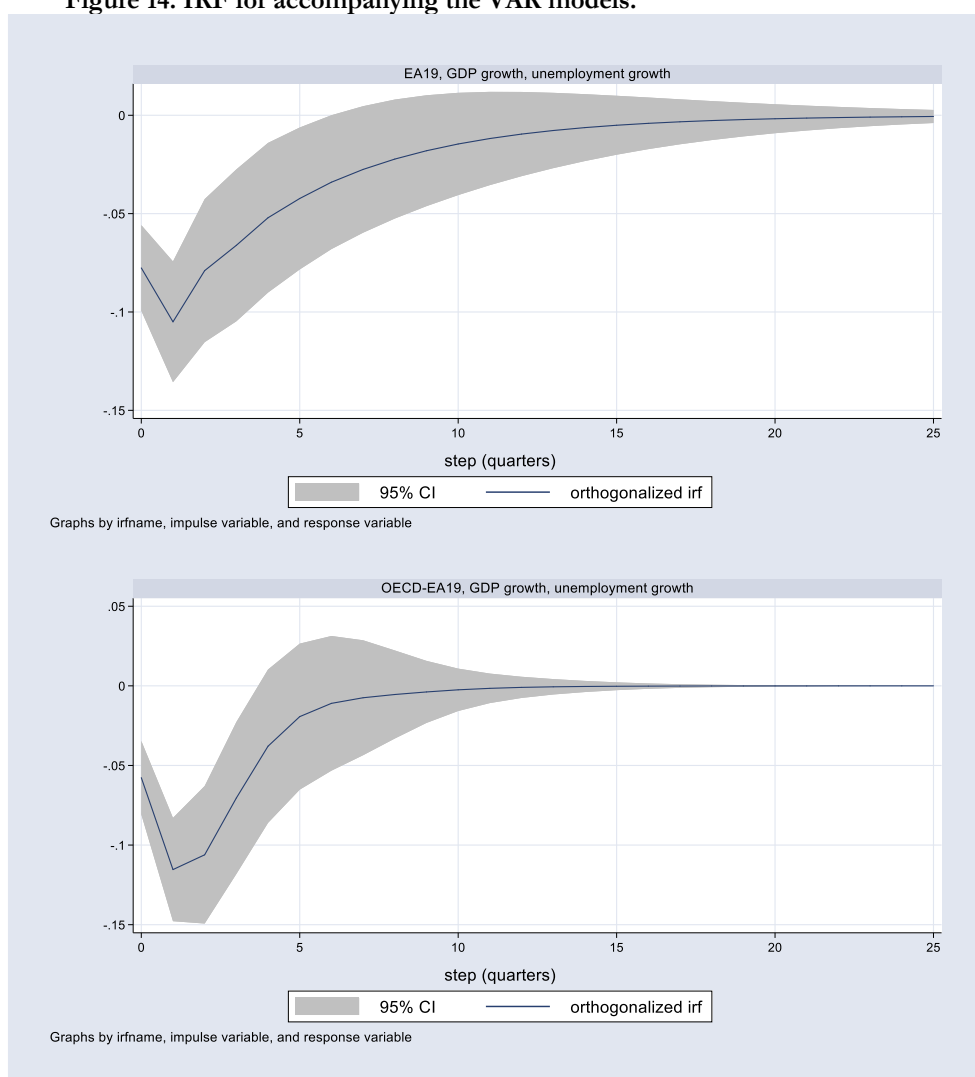 Figure 14. IRF for accompanying the VAR models.
EA19, GDP growth, unemployment growth
0
-.05
-.1
-.15
0 5 10 15 20 25
step (quarters)
95% CI orthogonalized irf
Graphs by irfname, impulse variable, and response variable
OECD-EA19, GDP growth, unemployment growth
.05
0
-.05
-.1
-.15
0 5 10 15 20 25
step (quarters)
95% CI orthogonalized irf
Graphs by irfname, impulse variable, and response variable